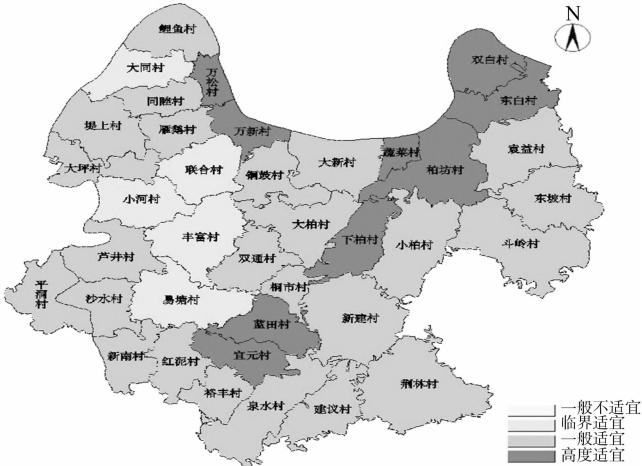 N
鲤鱼村
双白村
大同村
万松村
东白村
同睦村
堤上村
雁鹅村
万新村
袁益村
蔬菜村
大新村
柏坊村
大坪村
联合村
铜鼓村
小河村
东坡村
大柏村
丰富村
下柏村
小柏村
斗岭村
芦井村
双通村
平洞村
沙水村
易塘村
桐市村
新建村
蓝田村
新南村
红泥村
宜元村
荆林村
裕丰村
泉水村
建议村
一般不适宜
临界适宜
一般适宜
高度适宜